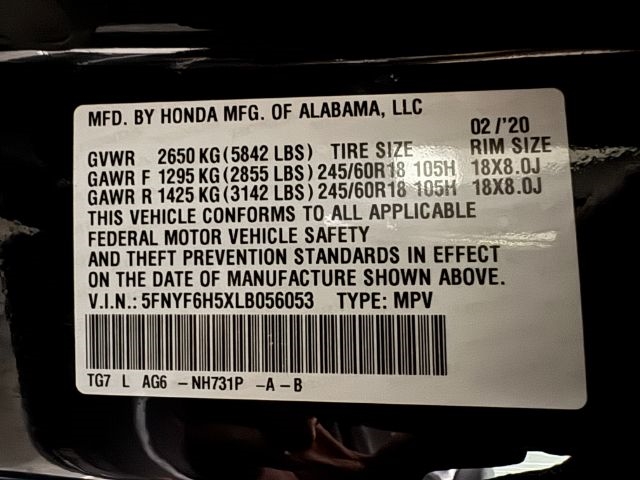 MFD. BY HONDA MFG. OF ALABAMA, LLC
02/'20
GVWR 2650 KG (5842 LBS) TIRE SIZE RIM SIZE
GAWR F 1295 KG (2855 LBS) 245/60R18 105H 18X8.0J
GAWR R 1425 KG (3142 LBS) 245/60R18 105H 18X8.0J
THIS VEHICLE CONFORMS TO ALL APPLICABLE
FEDERAL MOTOR VEHICLE SAFETY
AND THEFT PREVENTION STANDARDS IN EFFECT
ON THE DATE OF MANUFACTURE SHOWN ABOVE.
V.I.N.: 5FNYF6H5XLB056053 TYPE: MPV
TG7 L AG6 -NH731P -A-B